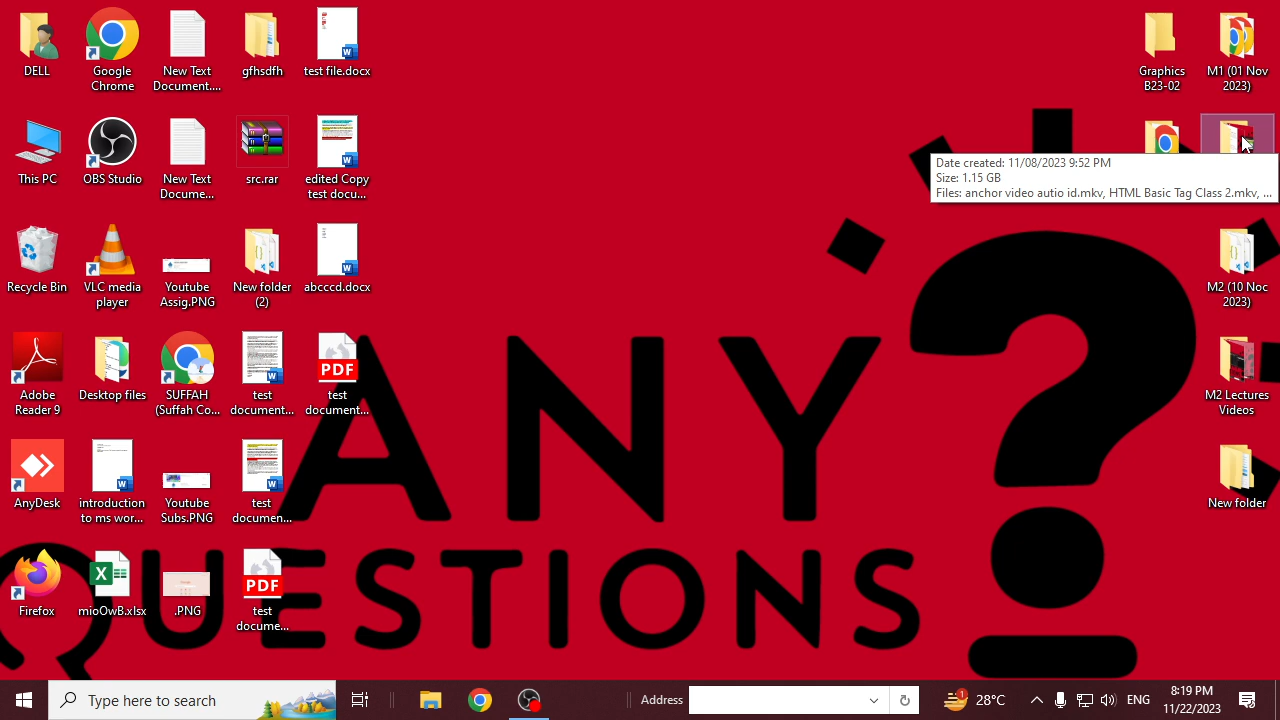 DELL
Google
Chrome
New Text
Document....
gfhsdfh
test file.docx
Graphics
B23-02
M1 (01 Nov
2023)
This PC
OBS Studio
New Text
Docume...
src.rar
edited Copy
test docu...
Date created: 11/08/2023 9:52 PM
Size: 1.15 GB
Files: anchor video autio id.mkv, HTML Basic Tag Class 2.mkv, ...
Recycle Bin
VLC media
player
Youtube
Assig.PNG
New folder
(2)
abcccd.docx
M2 (10 Noc
2023)
Adobe
Reader 9
Desktop files
SUFFAH
(Suffah Co...
test
document...
PDF
test
document...
M2 Lectures
Videos
ANY
AnyDesk
introduction
to ms wor...
Youtube
Subs.PNG
test
documen...
New folder
QUESTIONS
?
Firefox
mioOwB.xlsx
.PNG
PDF
test
docume...
Type here to search
Address
1
28°C
ENG
8:19 PM
11/22/2023